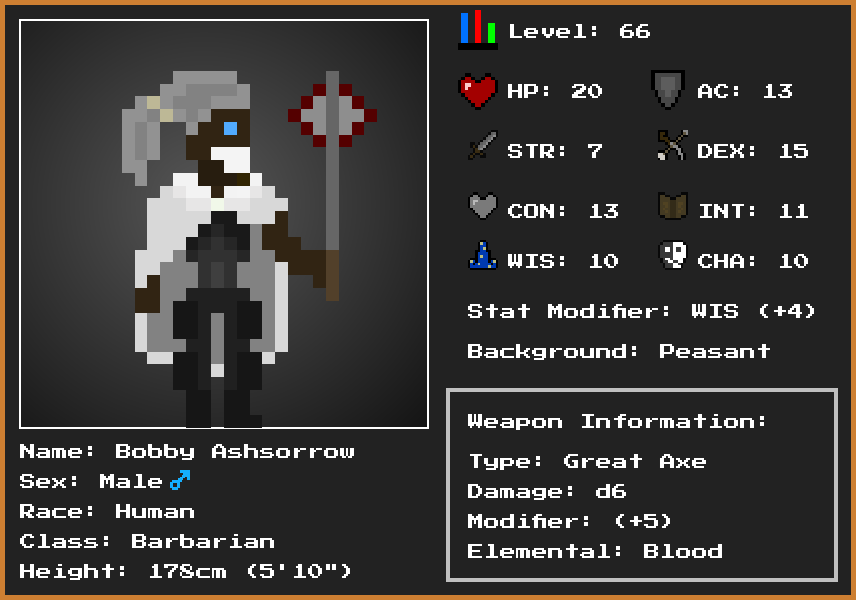 Level: 66
HP: 20 AC: 13
STR: 7 DEX: 15
CON: 13 INT: 11
WIS: 10 CHA: 10
Stat Modifier: WIS (+4)
Background: Peasant
Weapon Information:
Type: Great Axe
Damage: d6
Modifier: (+5)
Elemental: Blood
Name: Bobby Ashsorrow
Sex: Male ♂
Race: Human
Class: Barbarian
Height: 178cm (5'10")